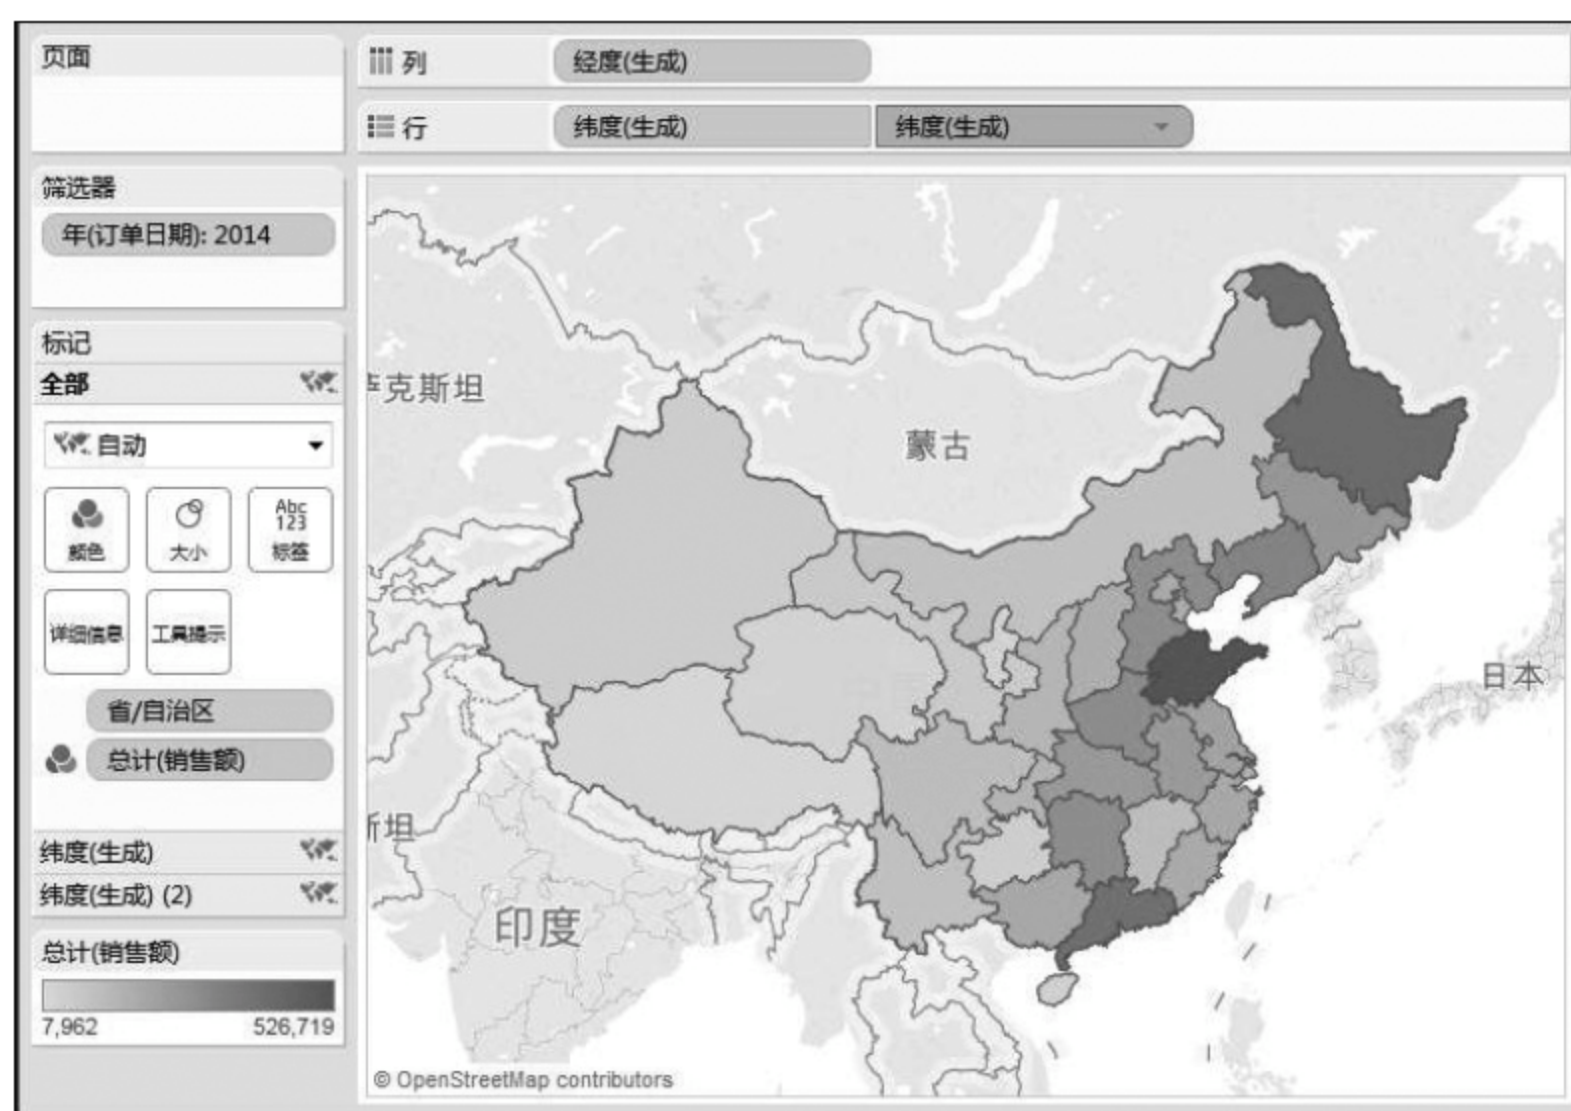 页面
列
经度(生成)
行
纬度(生成)
纬度(生成)
筛选器
年(订单日期): 2014
标记
全部
自动
颜色
大小
Abc
123
标签
详细信息
工具提示
省/自治区
总计(销售额)
纬度(生成)
纬度(生成) (2)
总计(销售额)
7,962
526,719
克斯坦
蒙古
日本
斯坦
印度
© OpenStreetMap contributors